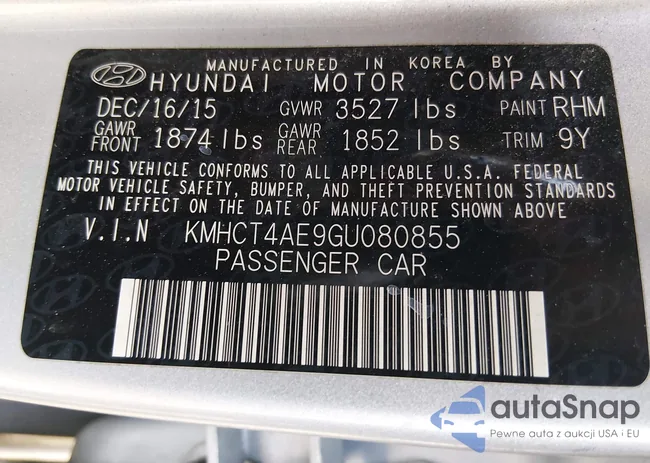 MANUFACTURED IN KOREA BY
HYUNDAI MOTOR COMPANY
DEC/16/15 GVWR 3527 lbs PAINT RHM
GAWR FRONT 1874 lbs GAWR REAR 1852 lbs TRIM 9Y
THIS VEHICLE CONFORMS TO ALL APPLICABLE U.S.A. FEDERAL
MOTOR VEHICLE SAFETY, BUMPER, AND THEFT PREVENTION STANDARDS
IN EFFECT ON THE DATE OF MANUFACTURE SHOWN ABOVE
V.I.N KMHCT4AE9GU080855
PASSENGER CAR
autaSnap
Pewne auta z aukcji USA i EU